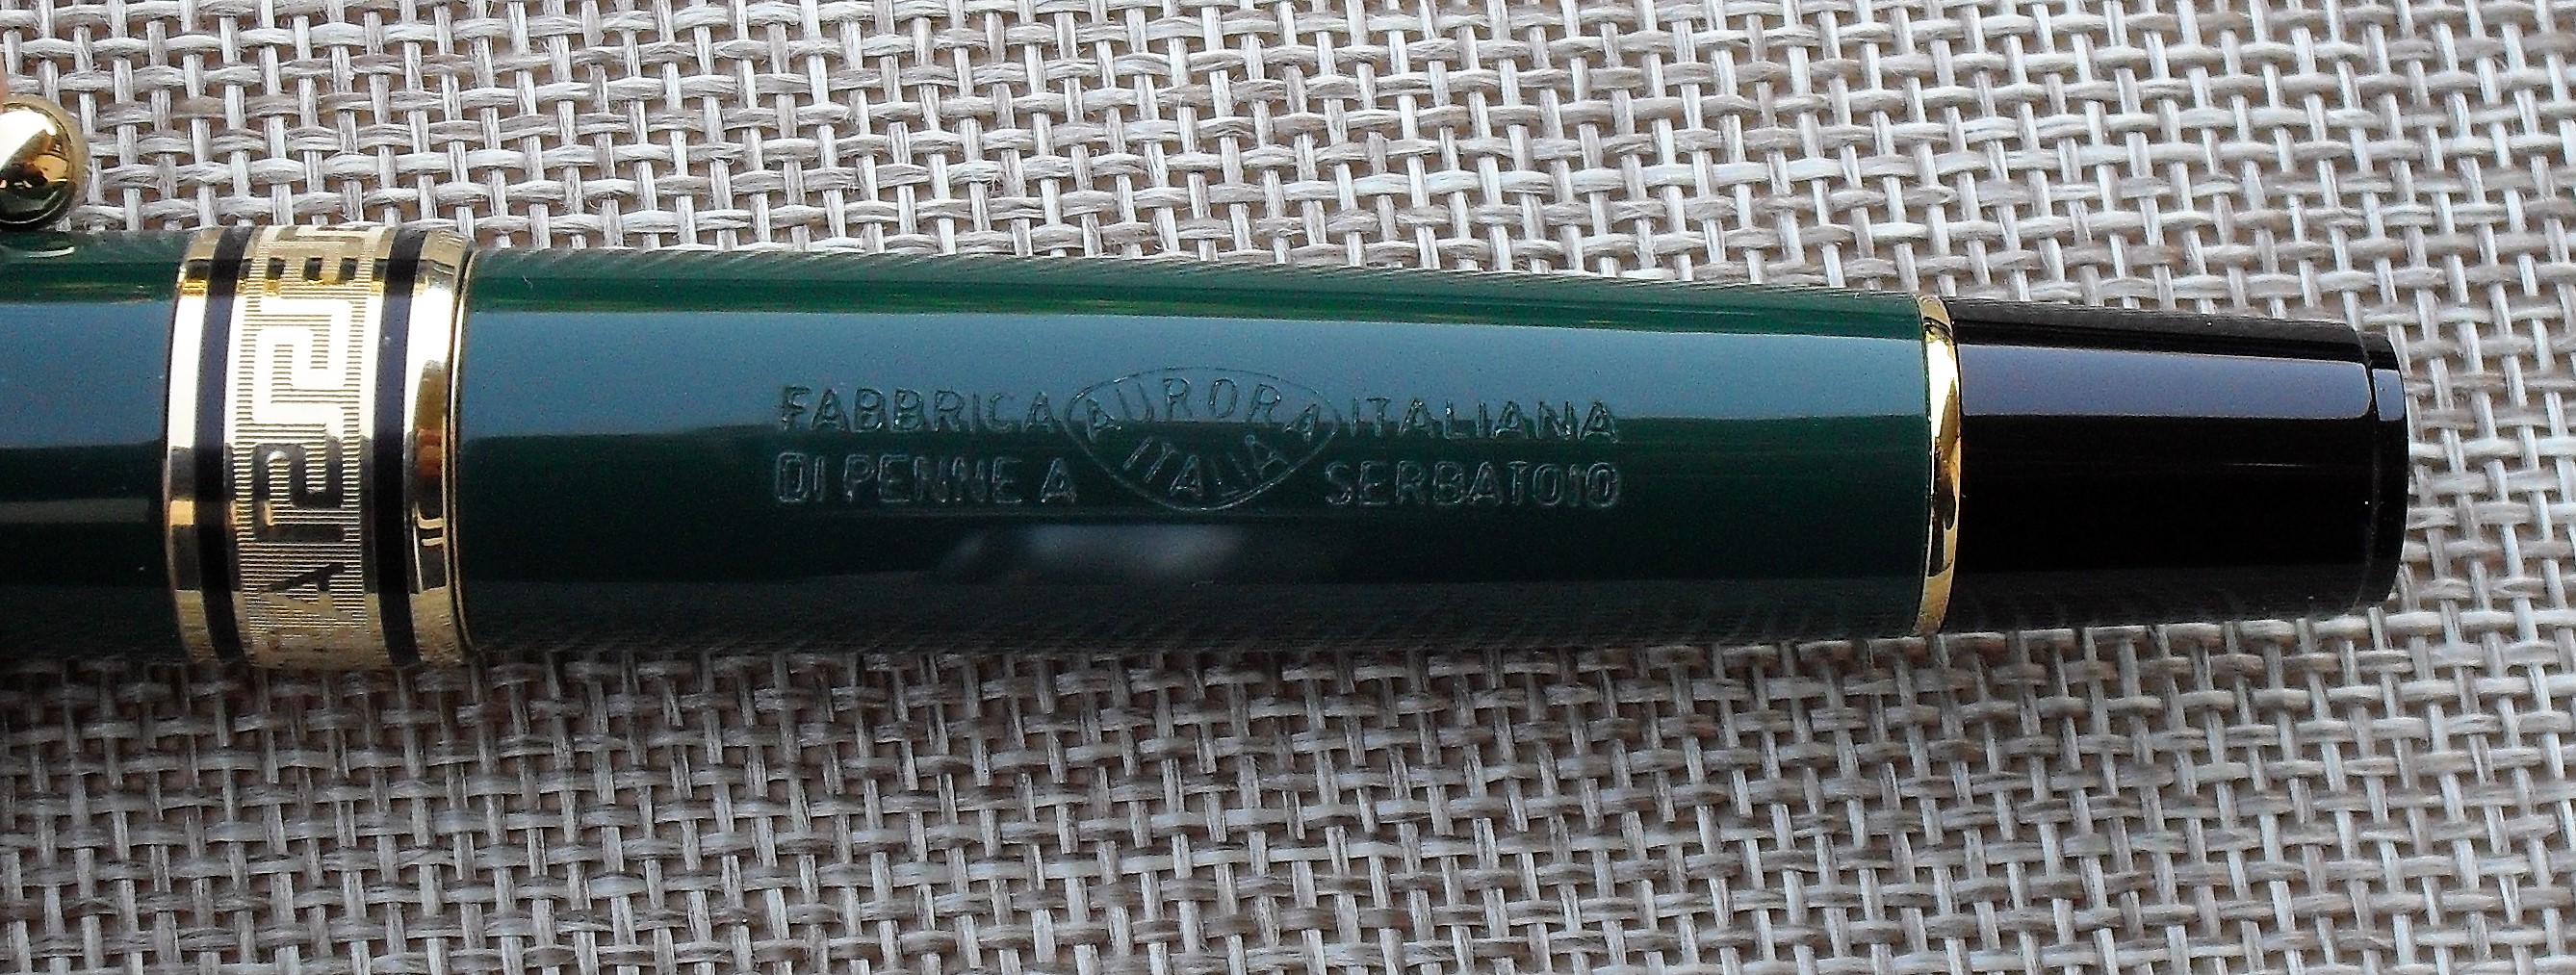 FABBRICA AURORA ITALIANA
ITALIA
DI PENNE A SERBATOIO